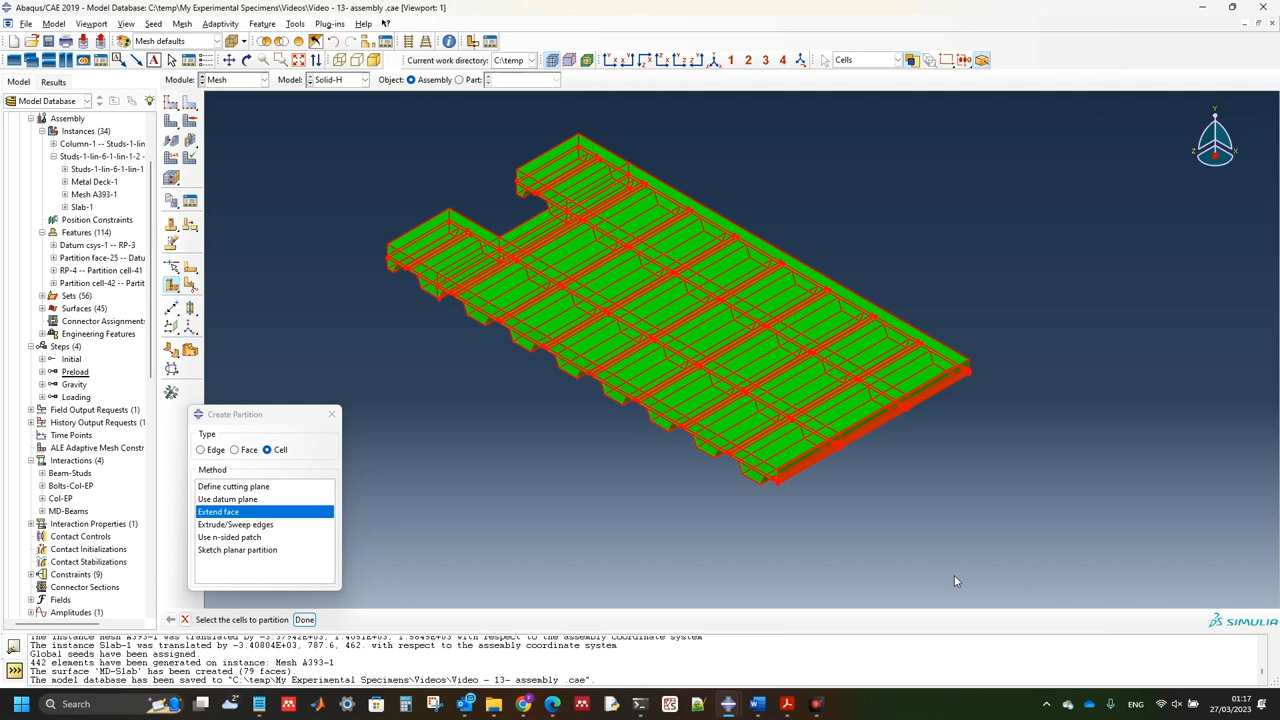 Abaqus/CAE 2019 - Model Database: C:\temp\My Experimental Specimens\Videos\Video - 13- assembly .cae [Viewport: 1]
File Model Viewport View Seed Mesh Adaptivity Feature Tools Plug-ins Help
Mesh defaults
Current work directory: C:\temp 1 2 3 4 Cells
Model Results Module: Mesh Model: Solid-H Object: Assembly Part:
Model Database
Assembly
Instances (34)
Column-1 -- Studs-1-lin
Studs-1-lin-6-1-lin-1-2 -
Studs-1-lin-6-1-lin-1
Metal Deck-1
Mesh A393-1
Slab-1
Position Constraints
Features (114)
Datum csys-1 -- RP-3
Partition face-25 -- Datu
RP-4 -- Partition cell-41
Partition cell-42 -- Partit
Sets (56)
Surfaces (45)
Connector Assignment
Engineering Features
Steps (4)
Initial
Preload
Gravity
Loading
Field Output Requests (1)
History Output Requests (1
Time Points
ALE Adaptive Mesh Constr
Interactions (4)
Beam-Studs
Bolts-Col-EP
Col-EP
MD-Beams
Interaction Properties (1)
Contact Controls
Contact Initializations
Contact Stabilizations
Constraints (9)
Connector Sections
Fields
Amplitudes (1)
Y
Z X
Create Partition
Type
Edge Face Cell
Method
Define cutting plane
Use datum plane
Extend face
Extrude/Sweep edges
Use n-sided patch
Sketch planar partition
Select the cells to partition Done
SIMULIA
The instance Slab-1 was translated by -3.40804E+03, 787.6, 462. with respect to the assembly coordinate system
Global seeds have been assigned.
442 elements have been generated on instance: Mesh A393-1
The surface 'MD-Slab' has been created (79 faces).
The model database has been saved to "C:\temp\My Experimental Specimens\Videos\Video - 13- assembly .cae".
Search
01:17
27/03/2023